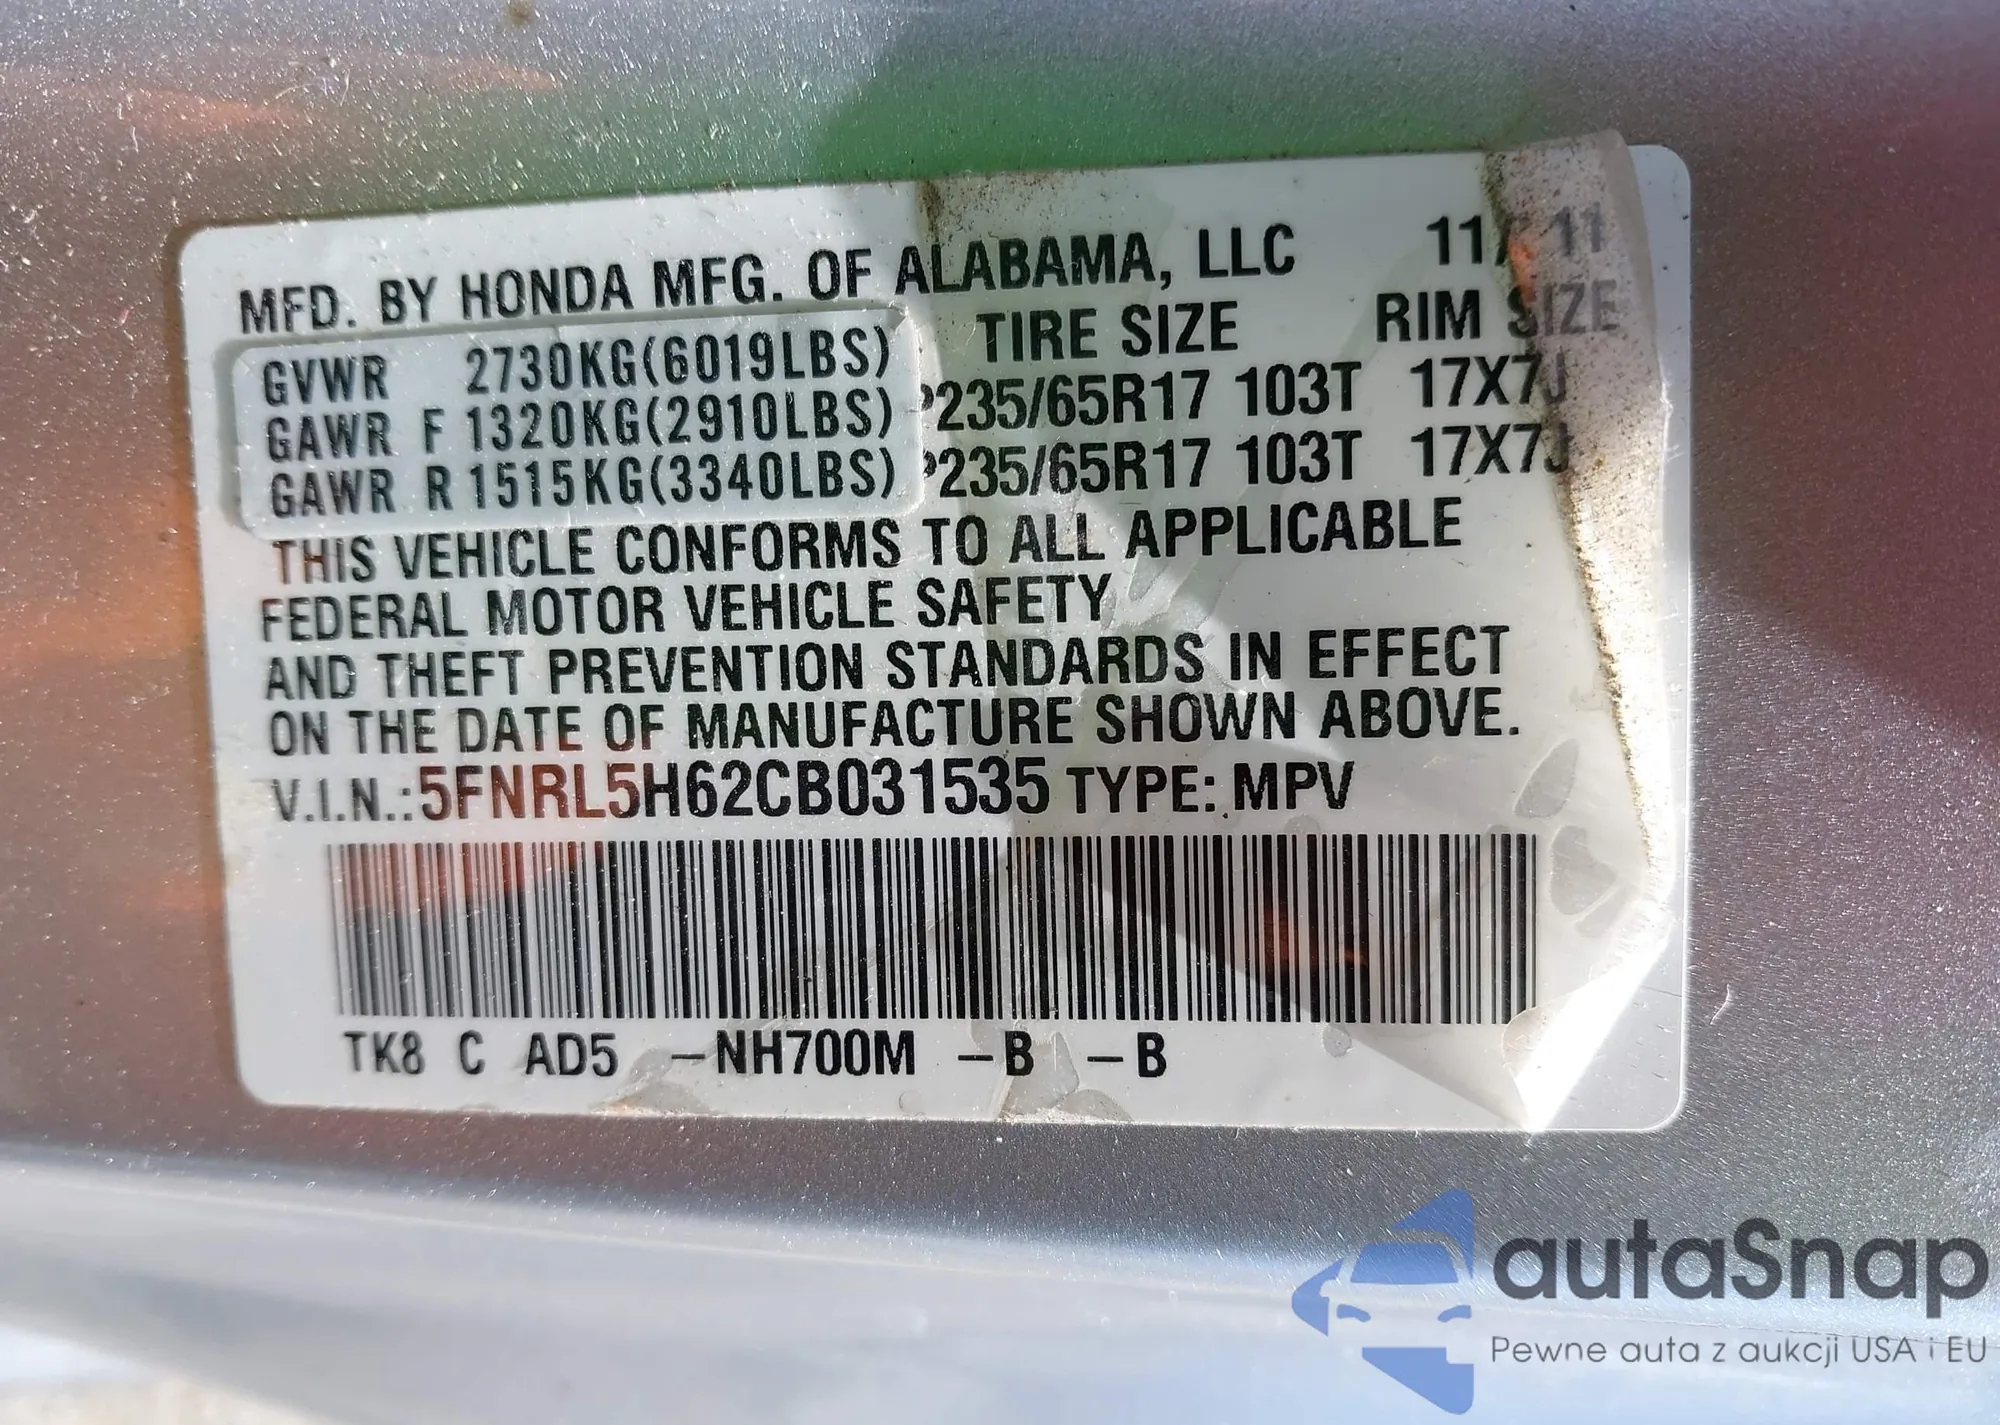 MFD. BY HONDA MFG. OF ALABAMA, LLC 11/11
TIRE SIZE RIM SIZE
GVWR 2730KG(6019LBS)
GAWR F 1320KG(2910LBS) P235/65R17 103T 17X7J
GAWR R 1515KG(3340LBS) P235/65R17 103T 17X7J
THIS VEHICLE CONFORMS TO ALL APPLICABLE
FEDERAL MOTOR VEHICLE SAFETY
AND THEFT PREVENTION STANDARDS IN EFFECT
ON THE DATE OF MANUFACTURE SHOWN ABOVE.
V.I.N.:5FNRL5H62CB031535 TYPE: MPV
TK8 C AD5 –NH700M –B –B
autaSnap
Pewne auta z aukcji USA i EU